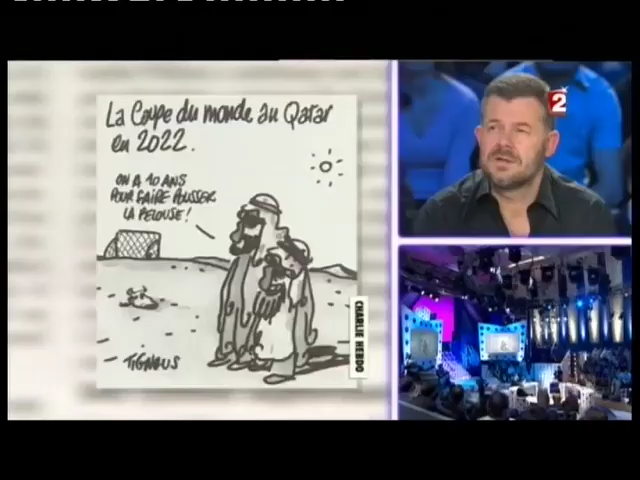 La Coupe du monde au Qatar
en 2022.
ON A 10 ANS
POUR FAIRE POUSSER
LA PELOUSE !
TIGNOUS
CHARLIE HEBDO
2